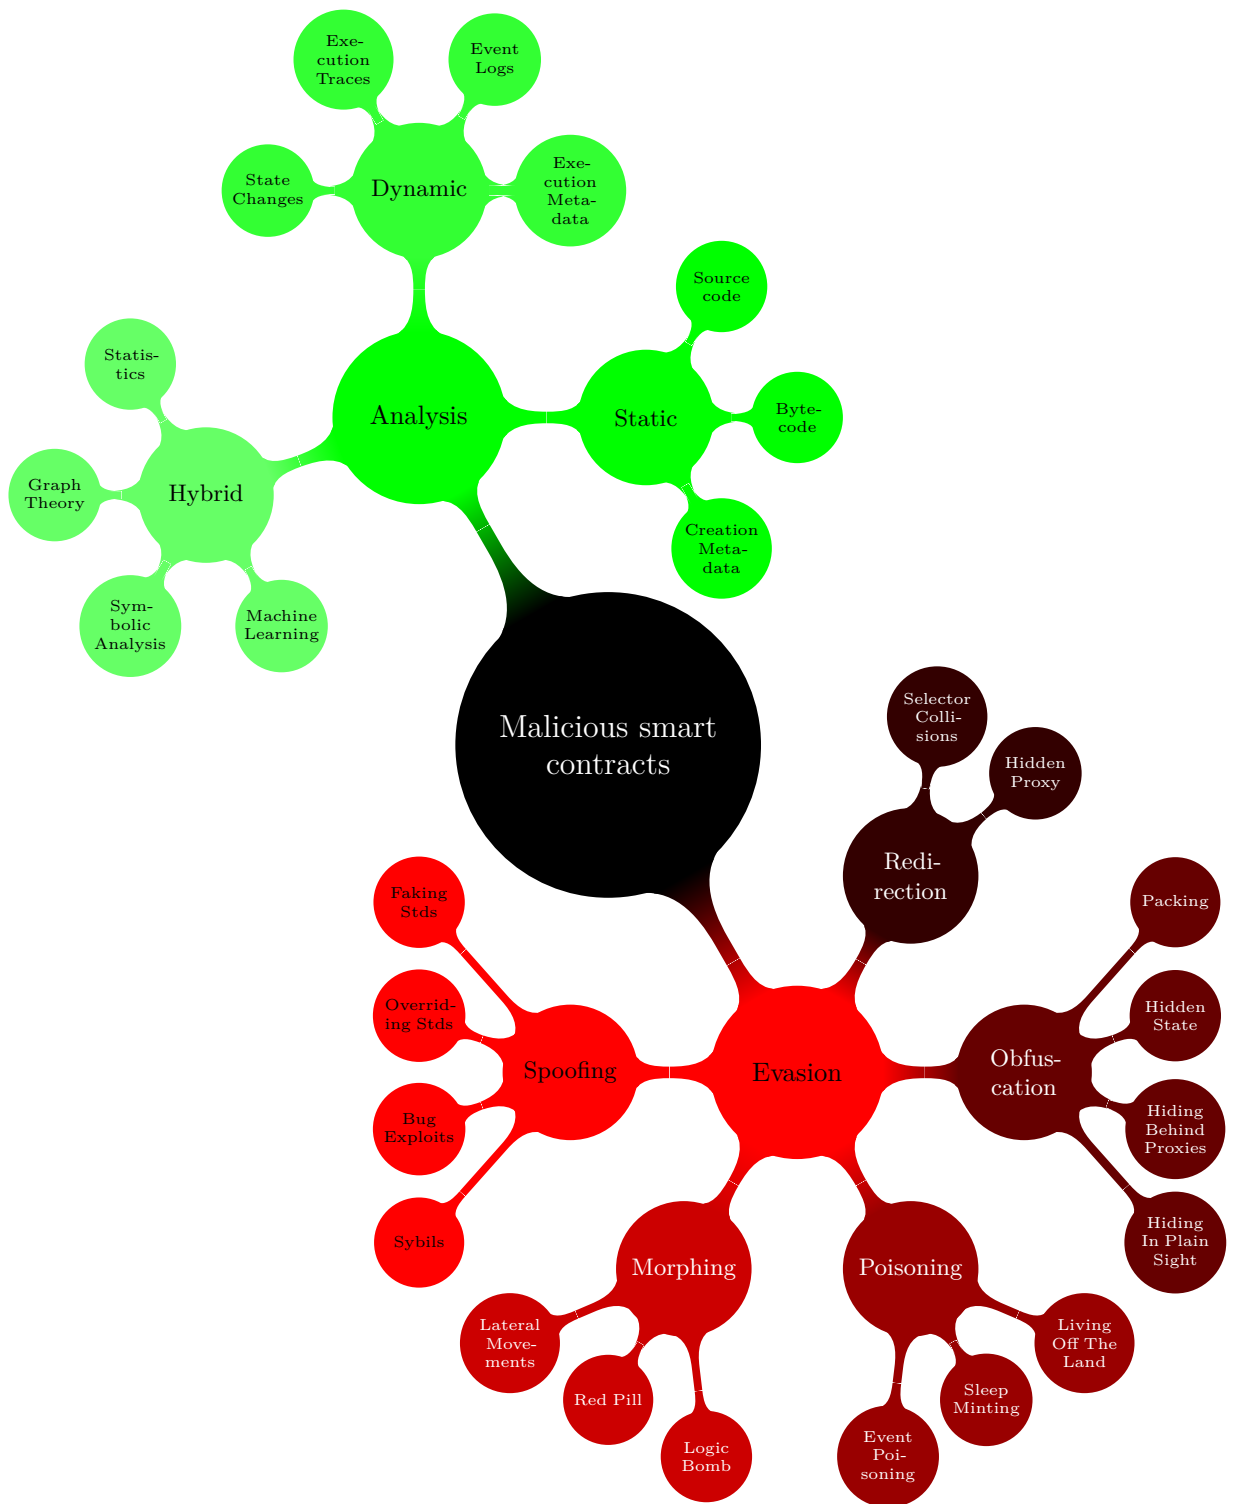 Exe-
cution
Traces
Event
Logs
State
Changes
Dynamic
Exe-
cution
Meta-
data
Source
code
Statis-
tics
Analysis
Static
Byte-
code
Graph
Theory
Hybrid
Creation
Meta-
data
Sym-
bolic
Analysis
Machine
Learning
Malicious smart
contracts
Selector
Colli-
sions
Hidden
Proxy
Redi-
rection
Faking
Stds
Packing
Overrid-
ing Stds
Hidden
State
Spoofing
Evasion
Obfus-
cation
Bug
Exploits
Hiding
Behind
Proxies
Sybils
Hiding
In Plain
Sight
Morphing
Poisoning
Lateral
Move-
ments
Living
Off The
Land
Red Pill
Sleep
Minting
Logic
Bomb
Event
Poi-
soning